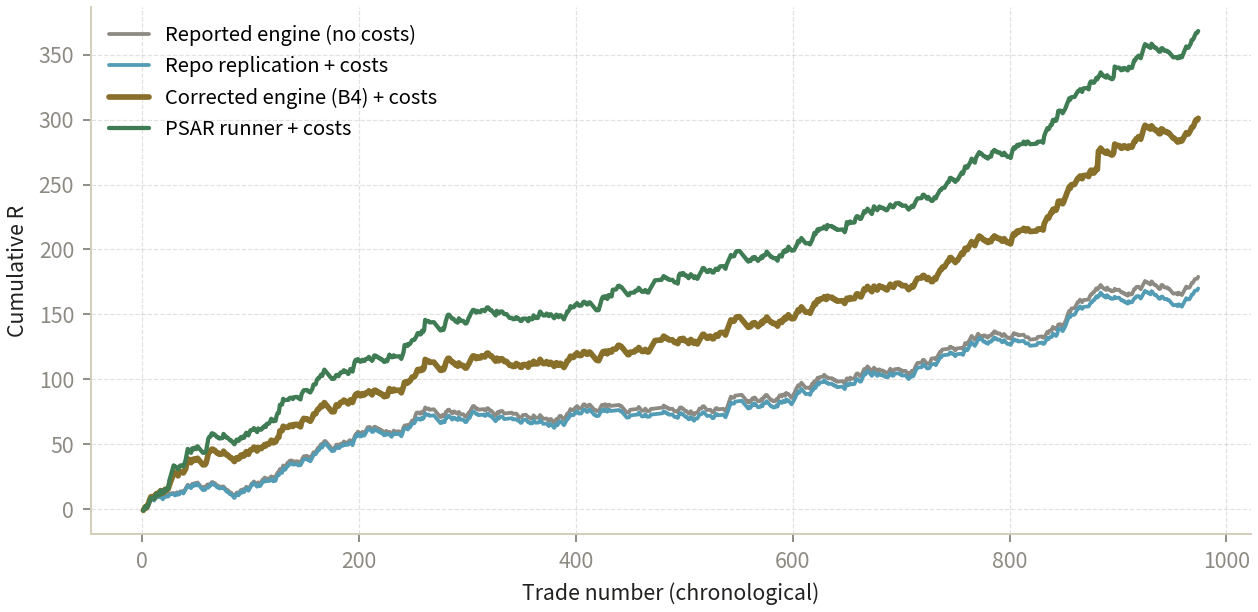 Reported engine (no costs)
Repo replication + costs
Corrected engine (B4) + costs
PSAR runner + costs
350
300
250
200
150
100
50
0
Cumulative R
0 200 400 600 800 1000
Trade number (chronological)